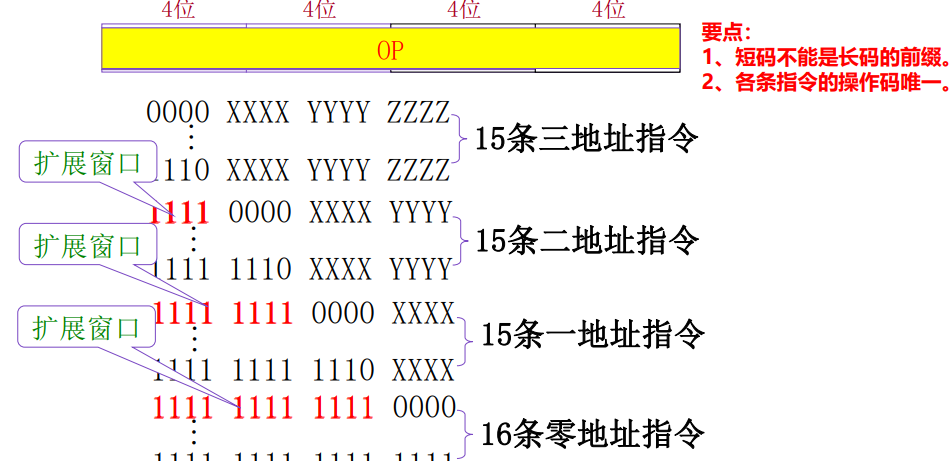 4位 4位 4位 4位
OP
要点：
1、短码不能是长码的前缀。
2、各条指令的操作码唯一。
0000 XXXX YYYY ZZZZ
15条三地址指令
扩展窗口
1110 XXXX YYYY ZZZZ
1111 0000 XXXX YYYY
15条二地址指令
扩展窗口
1111 1110 XXXX YYYY
1111 1111 0000 XXXX
15条一地址指令
扩展窗口
1111 1111 1110 XXXX
1111 1111 1111 0000
16条零地址指令
1111 1111 1111 1111